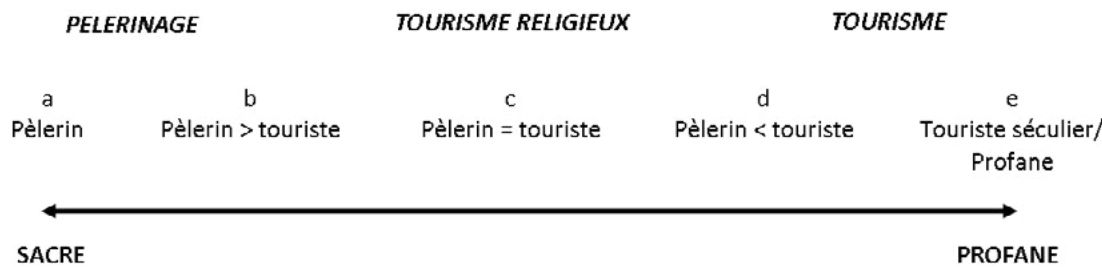 PELERINAGE TOURISME RELIGIEUX TOURISME
a b c d e
Pèlerin Pèlerin > touriste Pèlerin = touriste Pèlerin < touriste Touriste séculier/
Profane
SACRE PROFANE